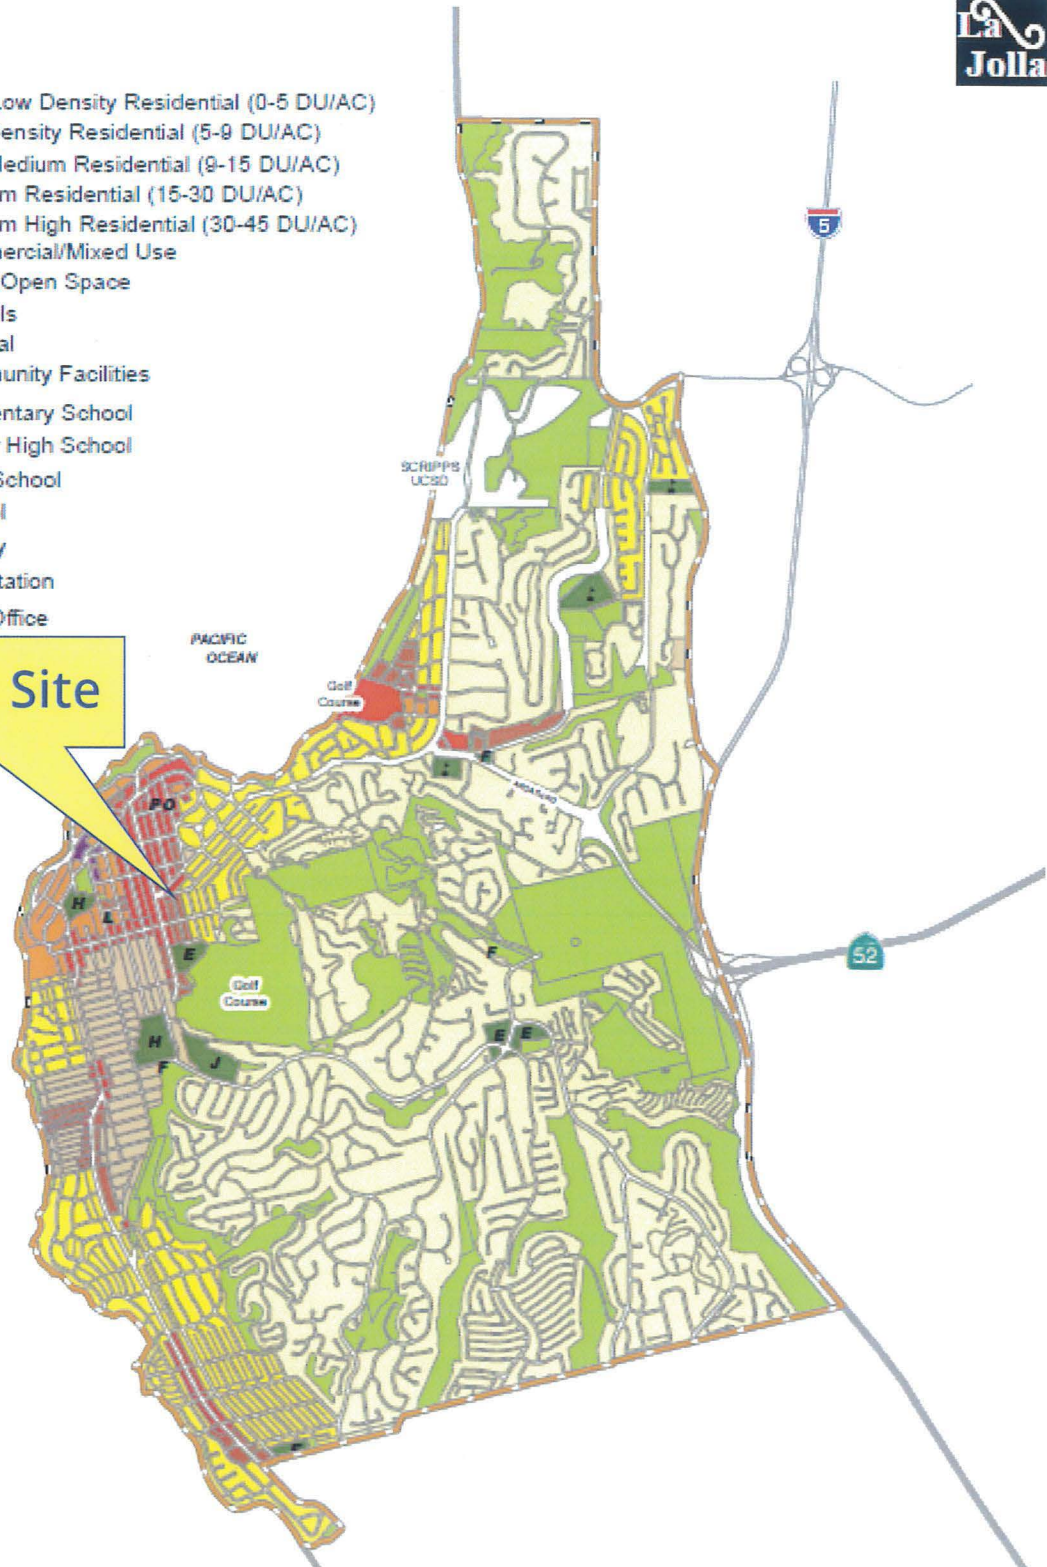 La
Jolla
Low Density Residential (0-5 DU/AC)
ensity Residential (5-9 DU/AC)
Medium Residential (9-15 DU/AC)
m Residential (15-30 DU/AC)
m High Residential (30-45 DU/AC)
nercial/Mixed Use
Open Space
ls
al
nunity Facilities
entary School
High School
School
l
y
tation
Office
5
SCRIPPS
UCSD
PACIFIC
OCEAN
Site
Golf
Course
F
PO
H
L
E
F
52
Golf
Course
H
F
J
E E